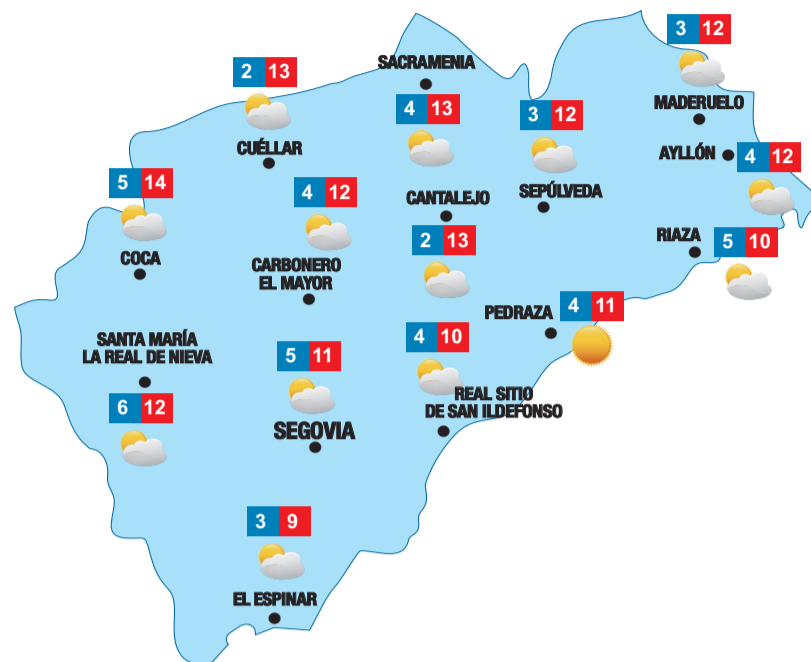 3 12
MADERUELO
SACRAMENIA
4 13
2 13
CUÉLLAR
3 12
SEPÚLVEDA
AYLLÓN
4 12
5 14
COCA
4 12
CARBONERO
EL MAYOR
CANTALEJO
2 13
RIAZA
5 10
PEDRAZA
4 11
SANTA MARÍA
LA REAL DE NIEVA
6 12
5 11
SEGOVIA
4 10
REAL SITIO
DE SAN ILDEFONSO
3 9
EL ESPINAR